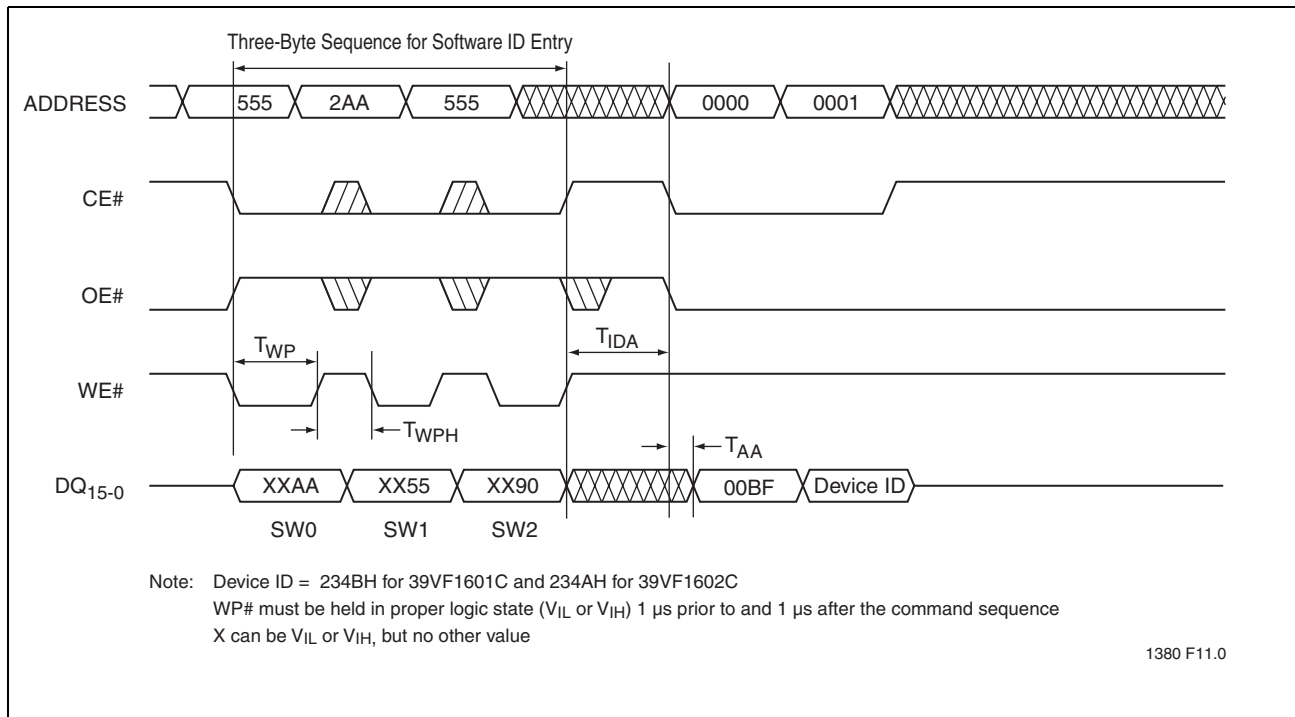 Three-Byte Sequence for Software ID Entry
ADDRESS 555 2AA 555 0000 0001
CE#
OE#
TWP TIDA
WE#
TWPH TAA
DQ15-0 XXAA XX55 XX90 00BF Device ID
SW0 SW1 SW2
Note: Device ID = 234BH for 39VF1601C and 234AH for 39VF1602C
WP# must be held in proper logic state (VIL or VIH) 1 µs prior to and 1 µs after the command sequence
X can be VIL or VIH, but no other value
1380 F11.0